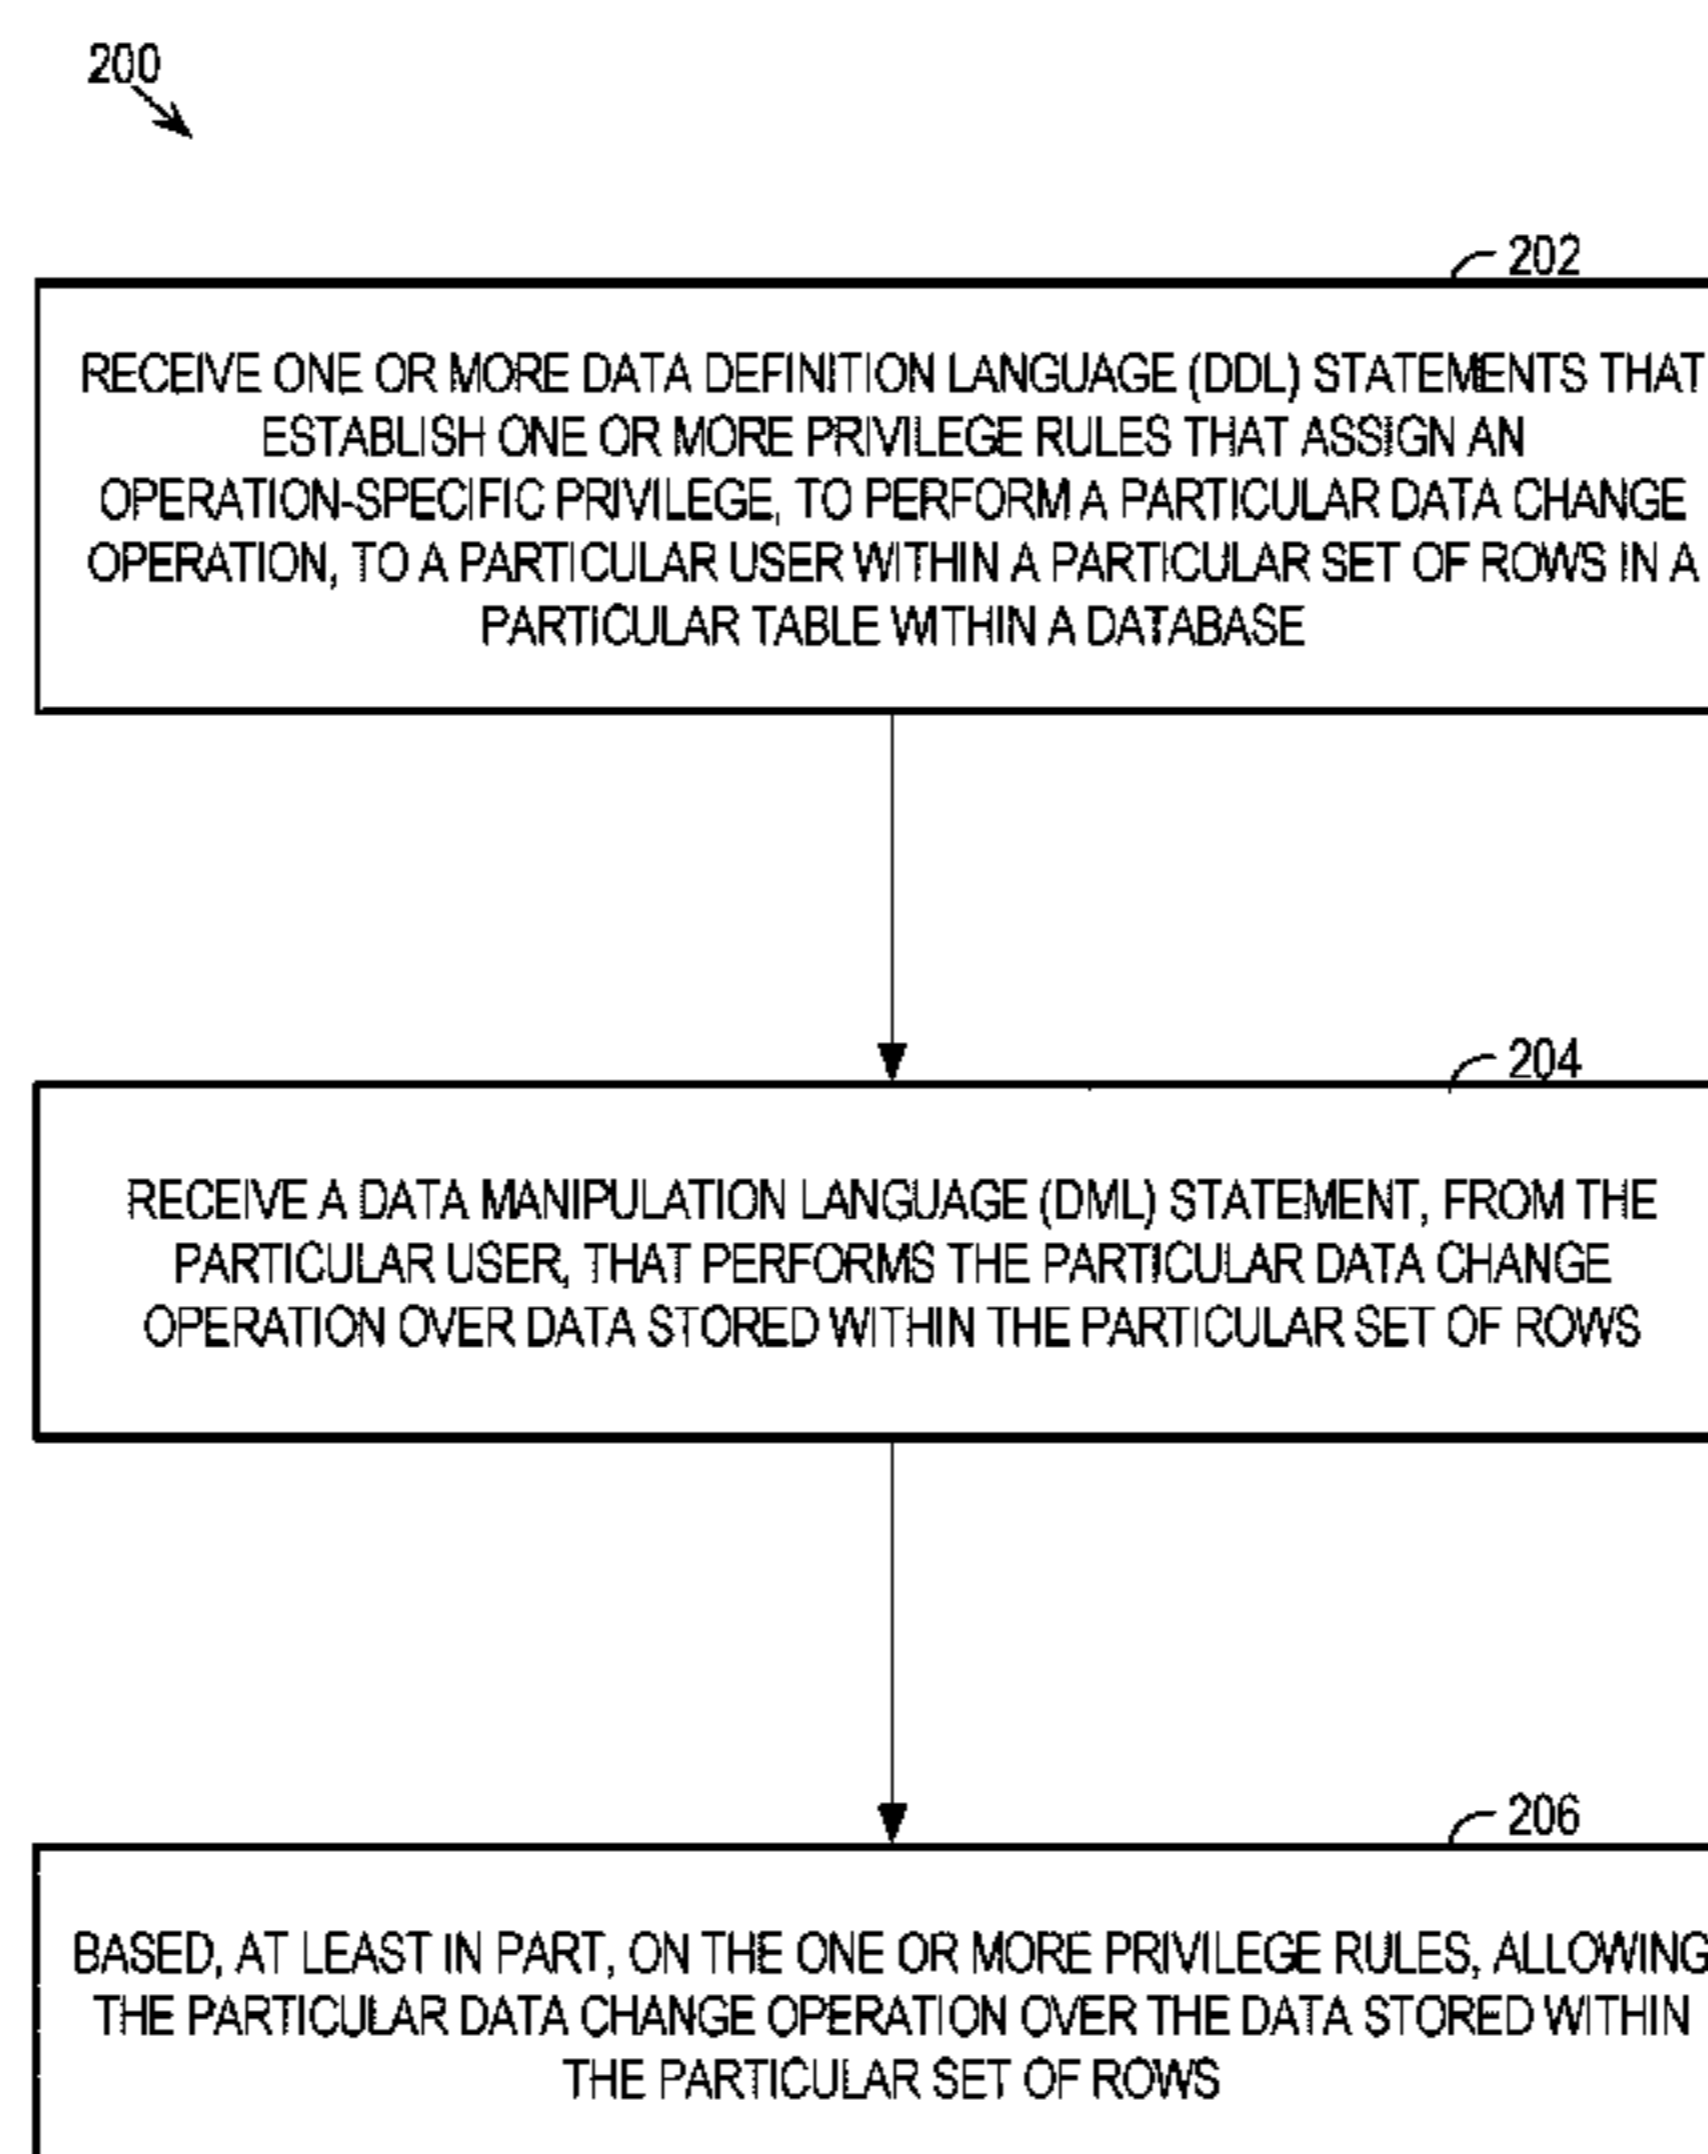 200
202
RECEIVE ONE OR MORE DATA DEFINITION LANGUAGE (DDL) STATEMENTS THAT
ESTABLISH ONE OR MORE PRIVILEGE RULES THAT ASSIGN AN
OPERATION-SPECIFIC PRIVILEGE, TO PERFORM A PARTICULAR DATA CHANGE
OPERATION, TO A PARTICULAR USER WITHIN A PARTICULAR SET OF ROWS IN A
PARTICULAR TABLE WITHIN A DATABASE
204
RECEIVE A DATA MANIPULATION LANGUAGE (DML) STATEMENT, FROM THE
PARTICULAR USER, THAT PERFORMS THE PARTICULAR DATA CHANGE
OPERATION OVER DATA STORED WITHIN THE PARTICULAR SET OF ROWS
206
BASED, AT LEAST IN PART, ON THE ONE OR MORE PRIVILEGE RULES, ALLOWING
THE PARTICULAR DATA CHANGE OPERATION OVER THE DATA STORED WITHIN
THE PARTICULAR SET OF ROWS